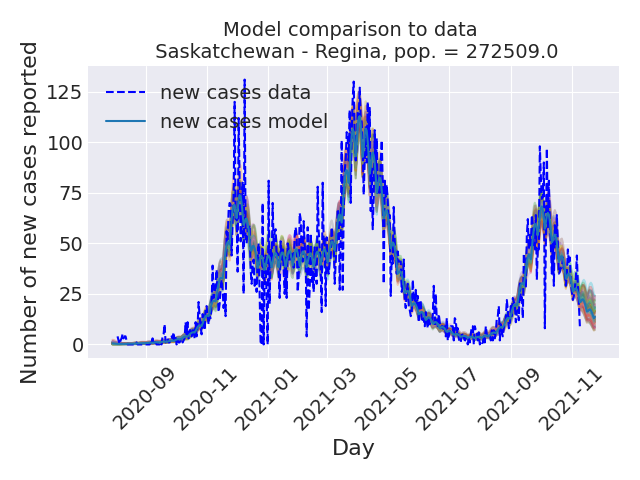 Model comparison to data
Saskatchewan - Regina, pop. = 272509.0
new cases data
new cases model
Number of new cases reported
125
100
75
50
25
0
2020-09
2020-11
2021-01
2021-03
2021-05
2021-07
2021-09
2021-11
Day